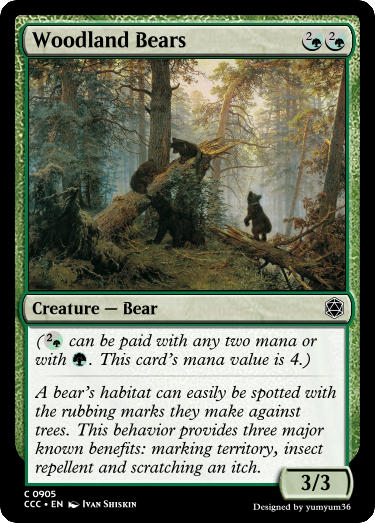 Woodland Bears
2 2
Creature — Bear
(2 can be paid with any two mana or
with . This card's mana value is 4.)
A bear's habitat can easily be spotted with
the rubbing marks they make against
trees. This behavior provides three major
known benefits: marking territory, insect
repellent and scratching an itch.
3/3
C 0905
CCC • EN Ivan Shiskin
Designed by yumyum36